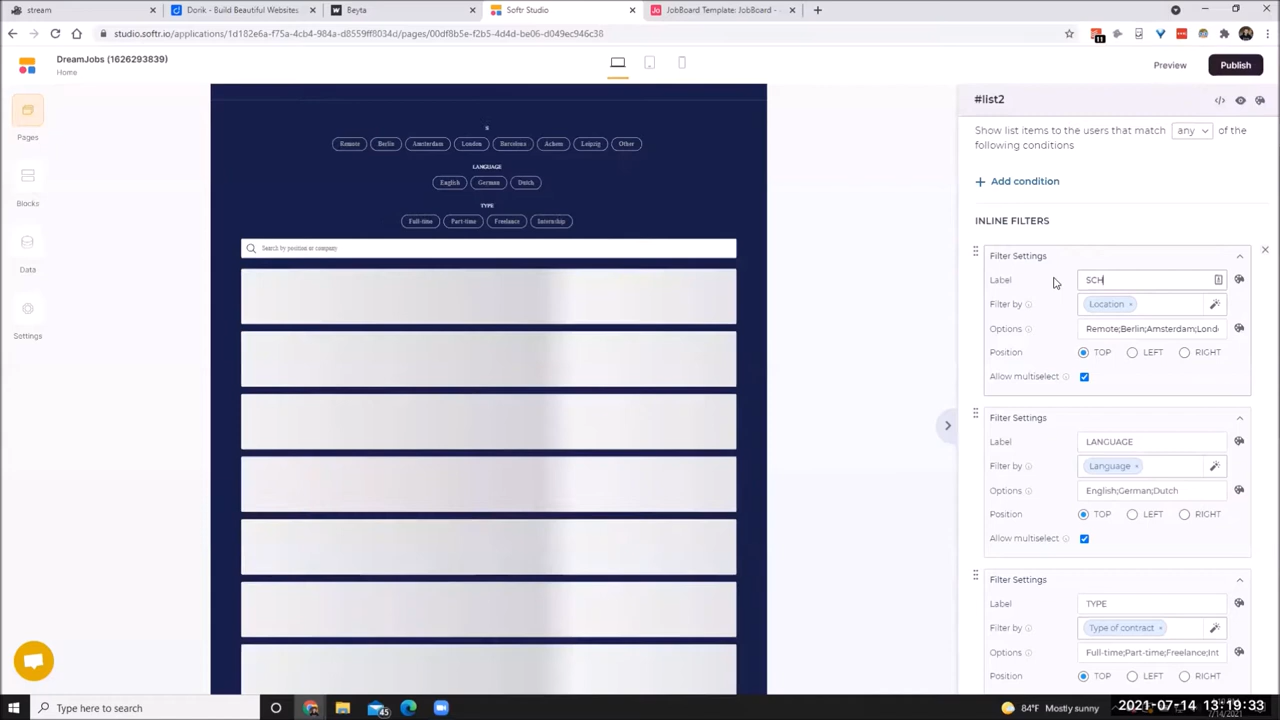 stream
Dorik - Build Beautiful Websites
Beyta
Softr Studio
JobBoard Template: JobBoard -
studio.softr.io/applications/1d182e6a-f75a-4cb4-984a-d8559ff8034d/pages/00df8b5e-f2b5-4d4d-be06-d049ec946c38
11
DreamJobs (1626293839)
Home
Preview
Publish
Pages
Blocks
Data
Settings
S
Remote Berlin Amsterdam London Barcelona Achem Leipzig Other
LANGUAGE
English German Dutch
TYPE
Full-time Part-time Freelance Internship
Search by position or company
#list2
Show list items to the users that match any of the
following conditions
Add condition
INLINE FILTERS
Filter Settings
Label SCH
Filter by Location ×
Options Remote;Berlin;Amsterdam;Lond
Position TOP LEFT RIGHT
Allow multiselect
Filter Settings
Label LANGUAGE
Filter by Language ×
Options English;German;Dutch
Position TOP LEFT RIGHT
Allow multiselect
Filter Settings
Label TYPE
Filter by Type of contract ×
Options Full-time;Part-time;Freelance;Int
Position TOP LEFT RIGHT
Type here to search
45
84°F Mostly sunny
2021-07-14 13:19:33